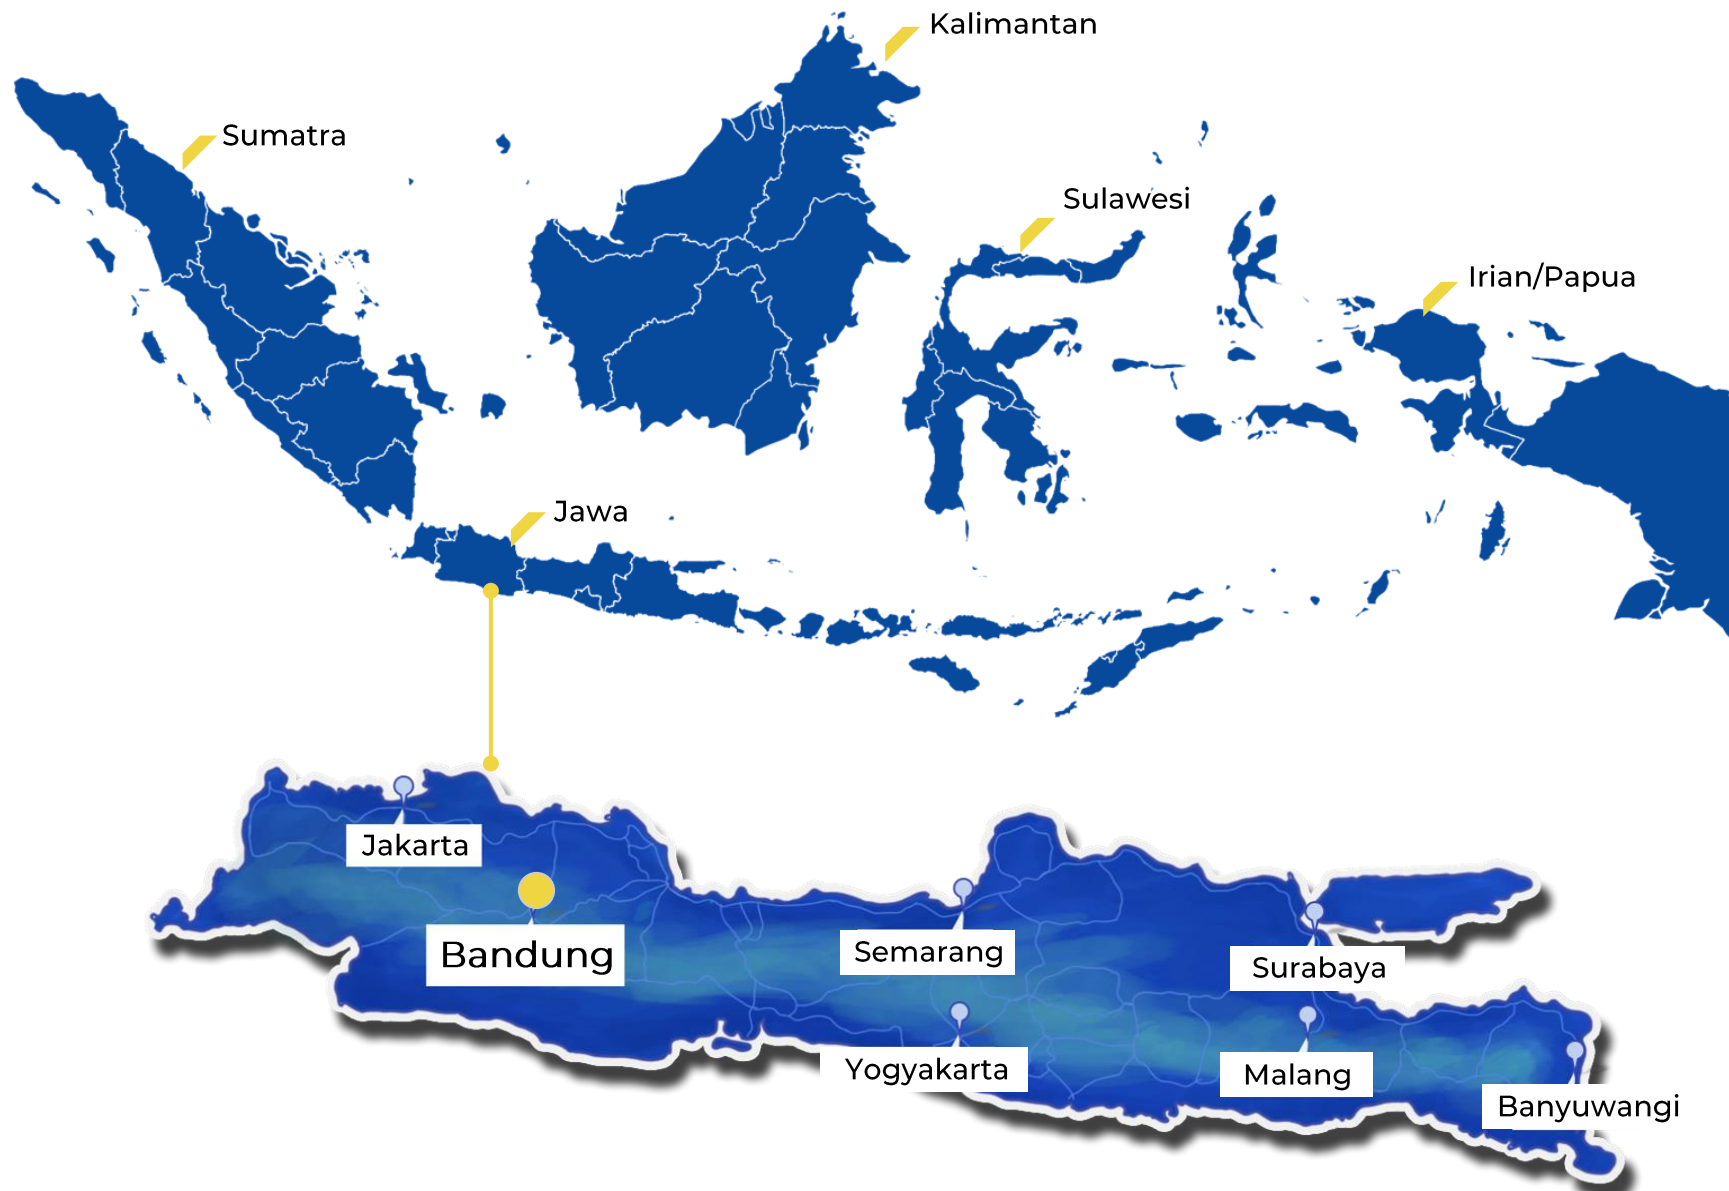 Kalimantan
Sumatra
Sulawesi
Irian/Papua
Jawa
Jakarta
Bandung
Semarang
Surabaya
Yogyakarta
Malang
Banyuwangi